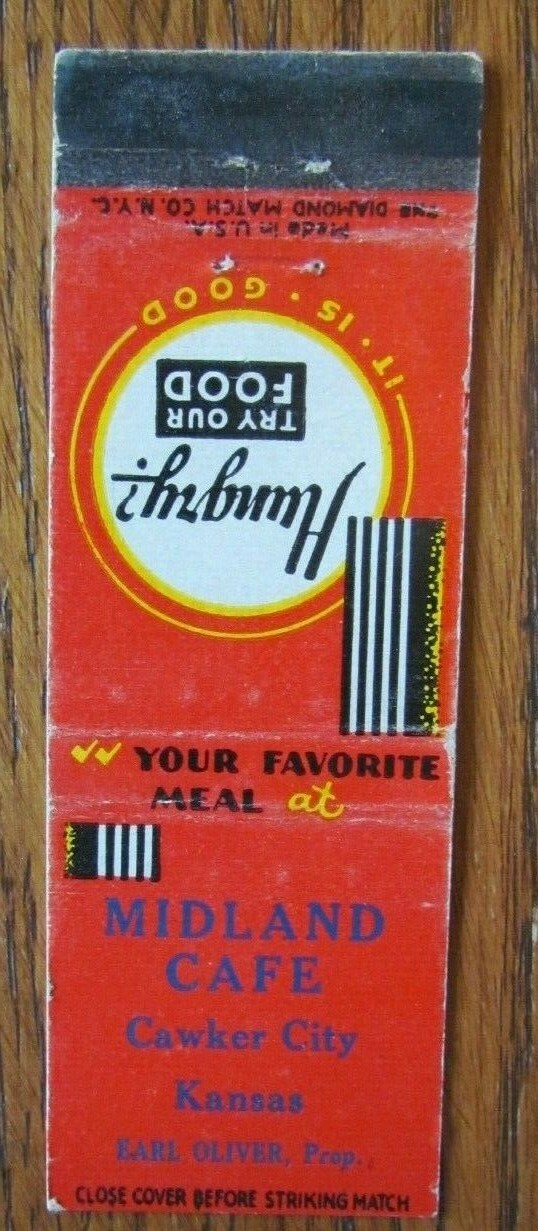 Made in U.S.A.
THE DIAMOND MATCH CO. N.Y.C.
IT • IS • GOOD
Hungry?
TRY OUR
FOOD
YOUR FAVORITE
MEAL at
MIDLAND
CAFE
Cawker City
Kansas
EARL OLIVER, Prop.
CLOSE COVER BEFORE STRIKING MATCH